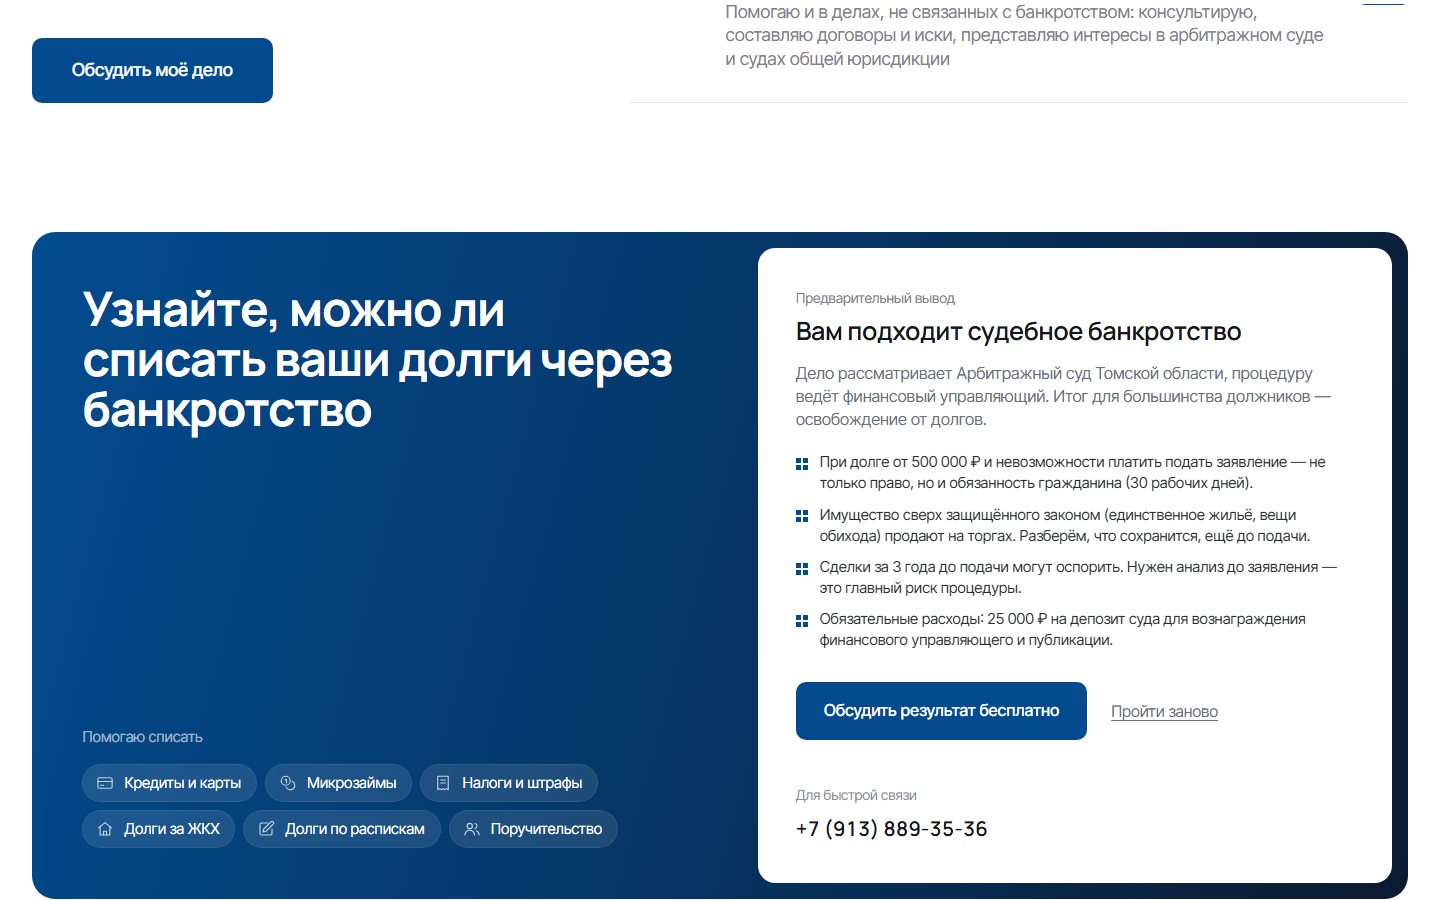 Помогаю и в делах, не связанных с банкротством: консультирую,
составляю договоры и иски, представляю интересы в арбитражном суде
и судах общей юрисдикции
Обсудить моё дело
Узнайте, можно ли
списать ваши долги через
банкротство
Помогаю списать
Кредиты и карты
Микрозаймы
Налоги и штрафы
Долги за ЖКХ
Долги по распискам
Поручительство
Предварительный вывод
Вам подходит судебное банкротство
Дело рассматривает Арбитражный суд Томской области, процедуру
ведёт финансовый управляющий. Итог для большинства должников —
освобождение от долгов.
При долге от 500 000 ₽ и невозможности платить подать заявление — не
только право, но и обязанность гражданина (30 рабочих дней).
Имущество сверх защищённого законом (единственное жильё, вещи
обихода) продают на торгах. Разберём, что сохранится, ещё до подачи.
Сделки за 3 года до подачи могут оспорить. Нужен анализ до заявления —
это главный риск процедуры.
Обязательные расходы: 25 000 ₽ на депозит суда для вознаграждения
финансового управляющего и публикации.
Обсудить результат бесплатно
Пройти заново
Для быстрой связи
+7 (913) 889-35-36